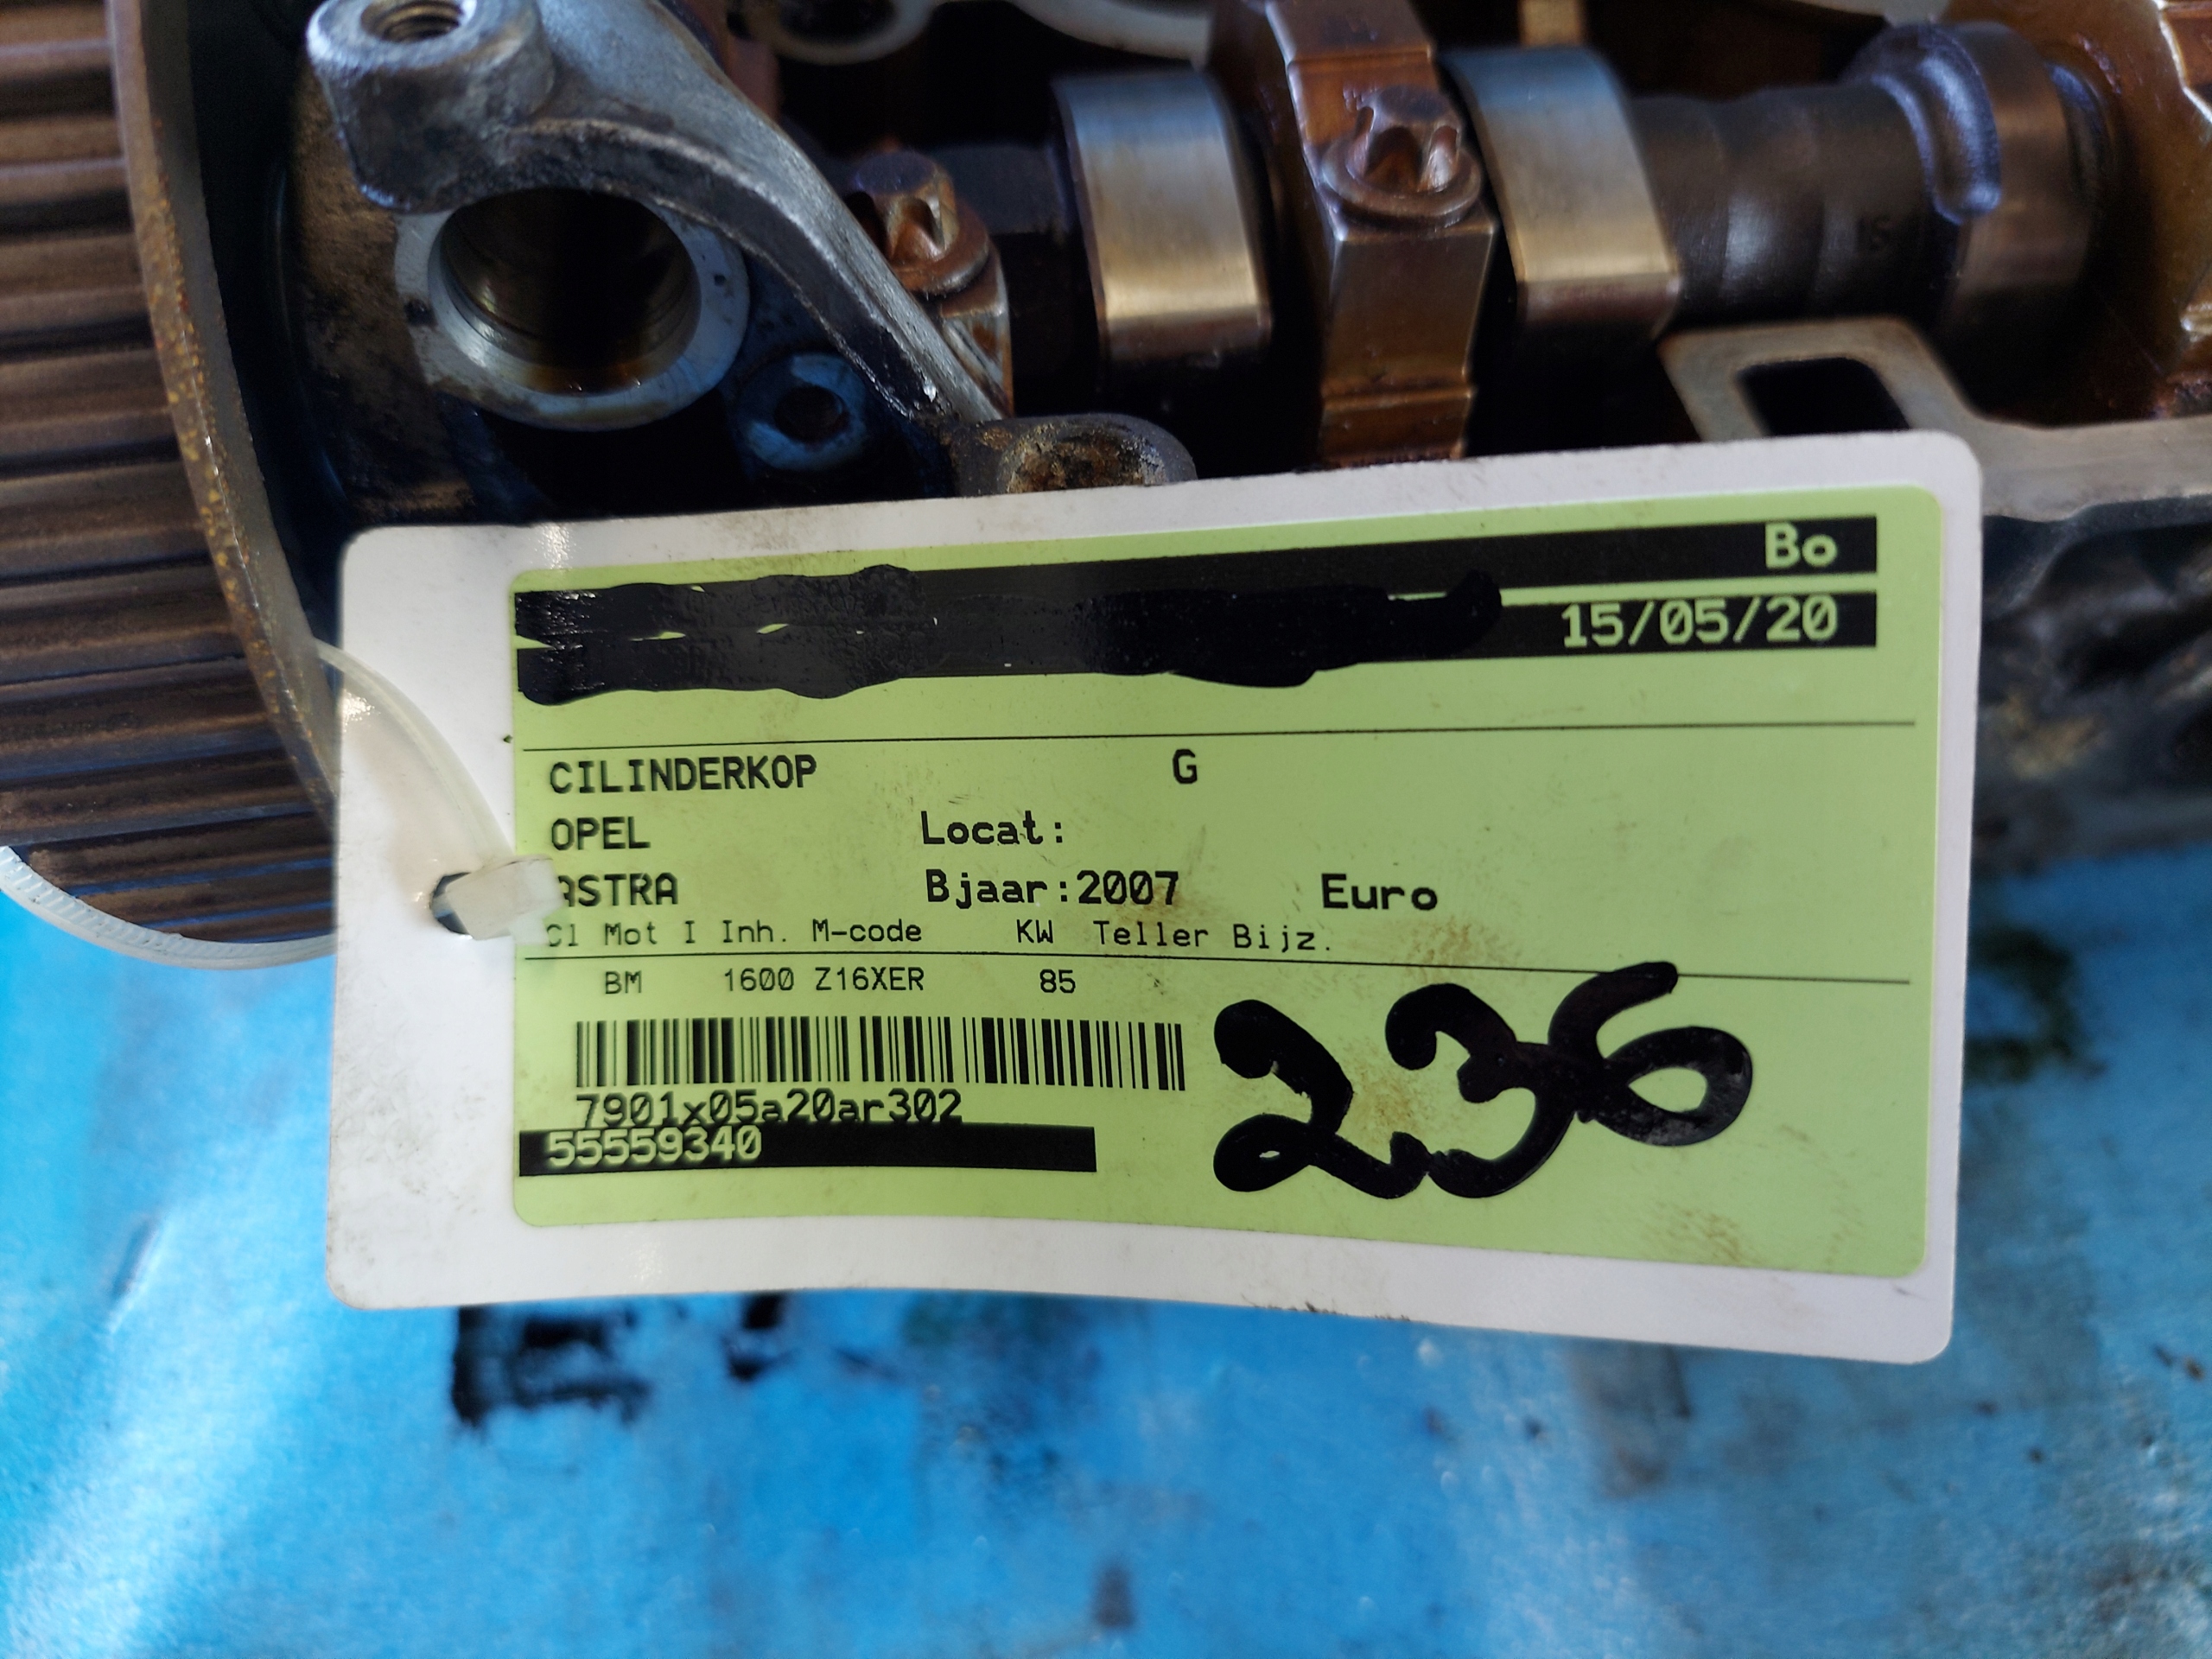 Bo
15/05/20
CILINDERKOP G
OPEL Locat:
ASTRA Bjaar:2007 Euro
Cl Mot I Inh. M-code KW Teller Bijz.
BM 1600 Z16XER 85
7901x05a20ar302
55559340
236